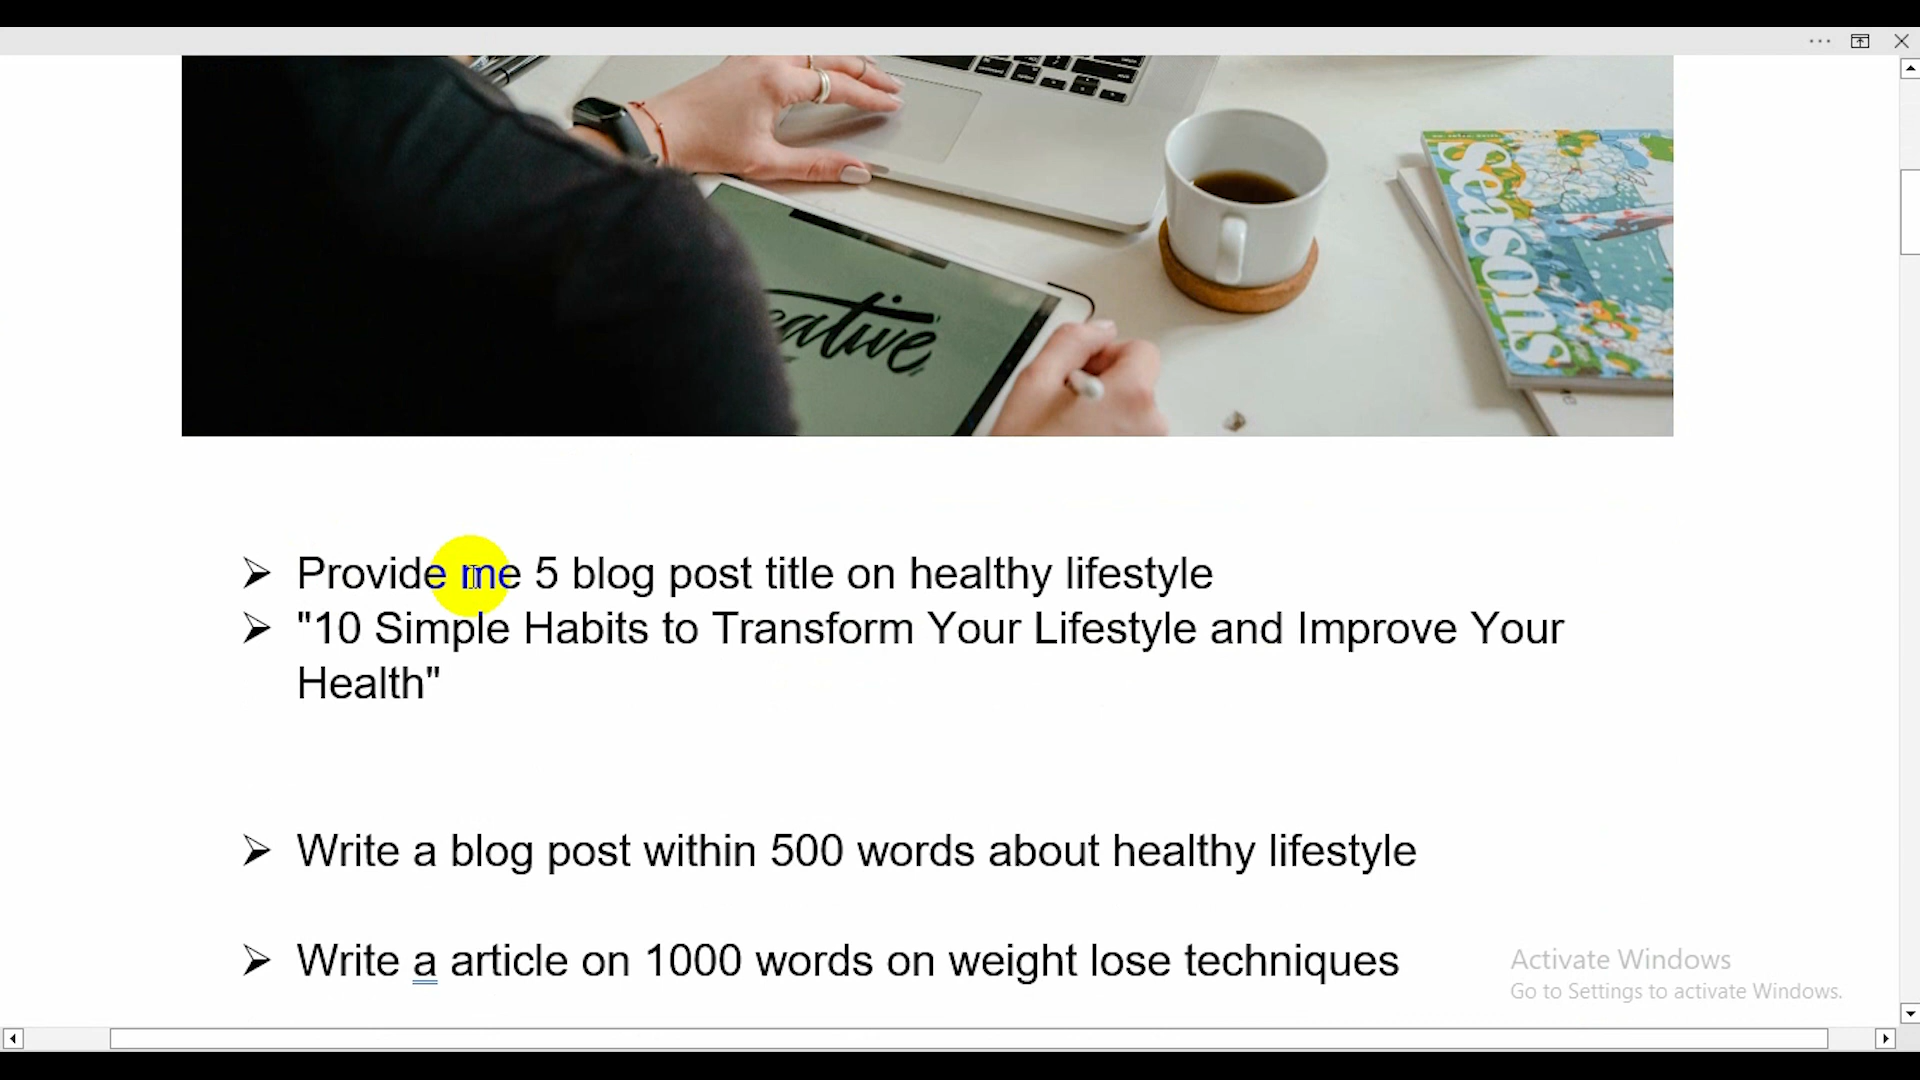 seasons
eative
➢ Provide me 5 blog post title on healthy lifestyle
➢ "10 Simple Habits to Transform Your Lifestyle and Improve Your
Health"
➢ Write a blog post within 500 words about healthy lifestyle
➢ Write a article on 1000 words on weight lose techniques
Activate Windows
Go to Settings to activate Windows.